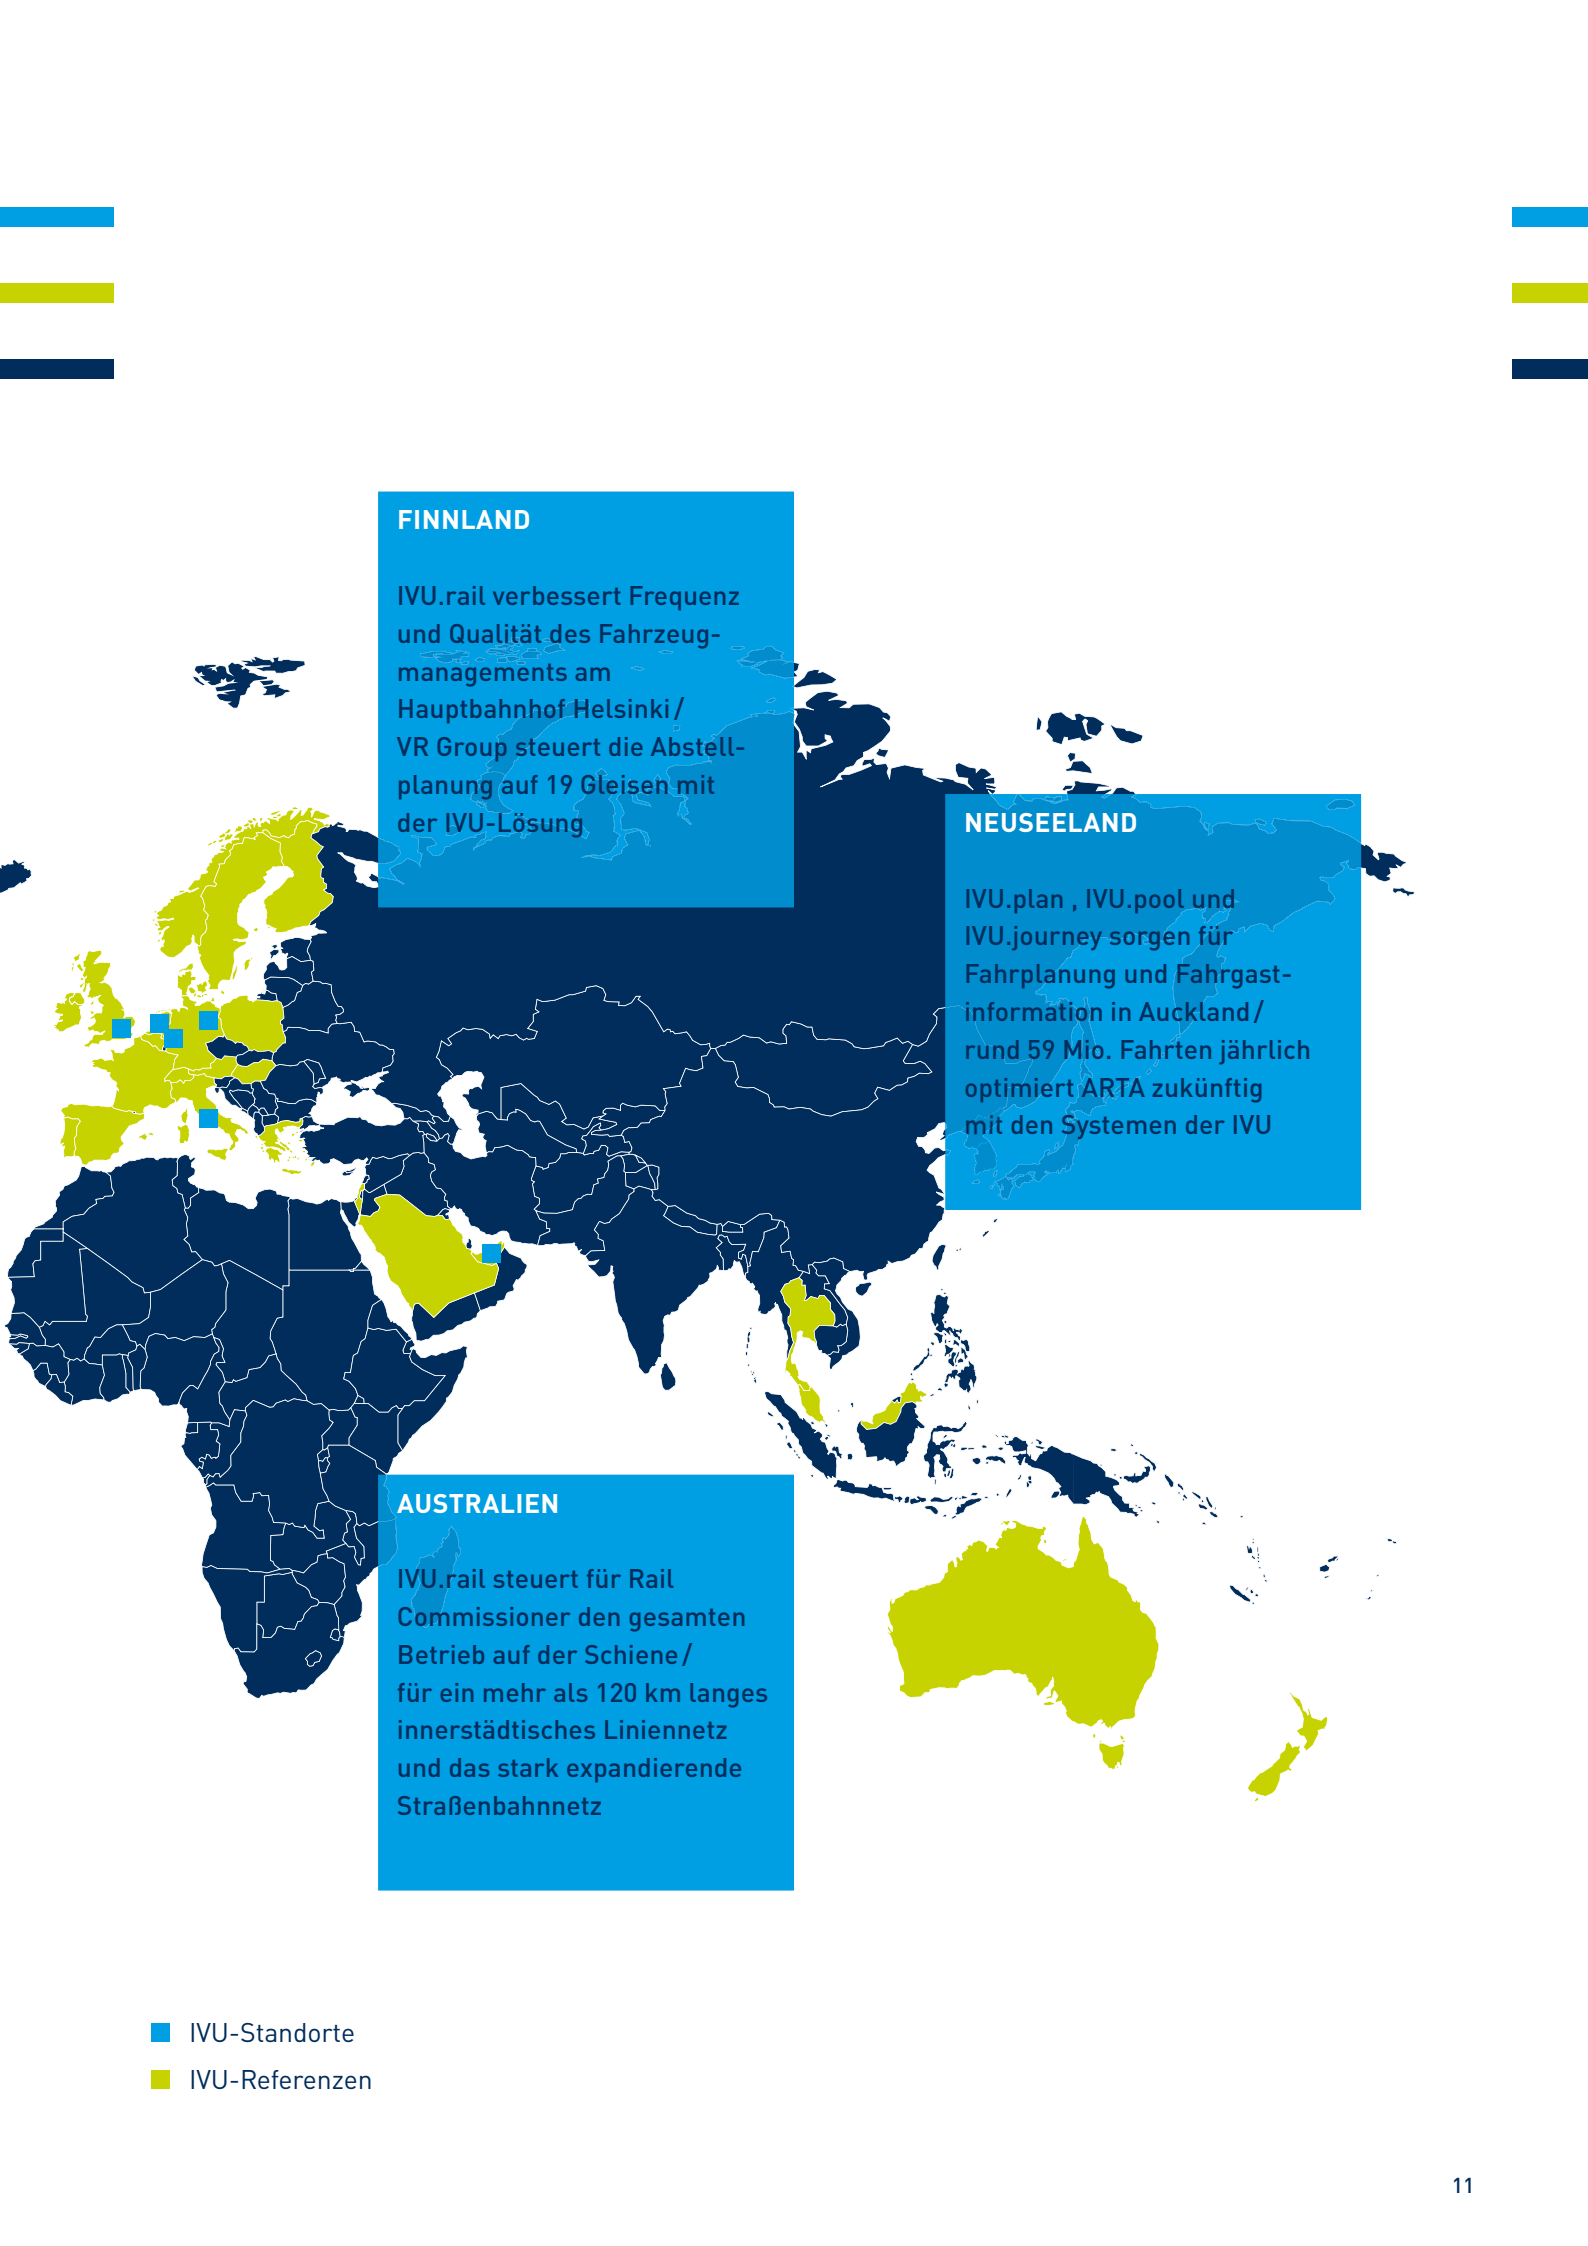 FINNLAND
IVU.rail verbessert Frequenz
und Qualität des Fahrzeug-
managements am
Hauptbahnhof Helsinki/
VR Group steuert die Abstell-
planung auf 19 Gleisen mit
der IVU-Lösung
NEUSEELAND
IVU.plan , IVU.pool und
IVU.journey sorgen für
Fahrplanung und Fahrgast-
information in Auckland/
rund 59 Mio. Fahrten jährlich
optimiert ARTA zukünftig
mit den Systemen der IVU
AUSTRALIEN
IVU.rail steuert für Rail
Commissioner den gesamten
Betrieb auf der Schiene/
für ein mehr als 120 km langes
innerstädtisches Liniennetz
und das stark expandierende
Straßenbahnnetz
IVU-Standorte
IVU-Referenzen
11